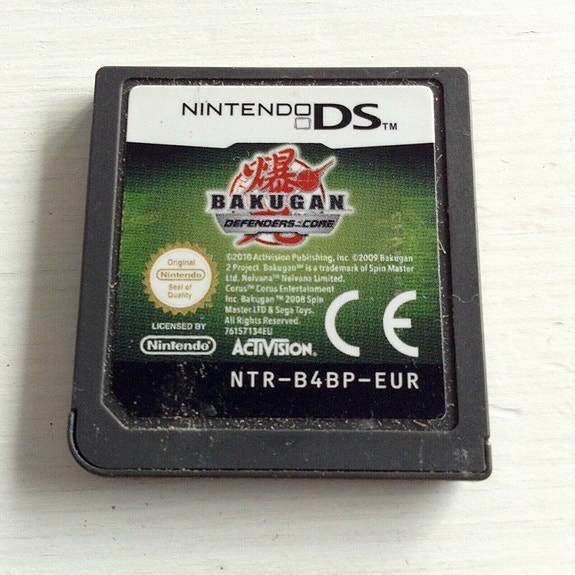 NINTENDO DS™
爆
BAKUGAN
DEFENDERS OF THE CORE
©2010 Activision Publishing, Inc. ©2009 Bakugan
2 Project. Bakugan™ is a trademark of Spin Master
Ltd. Nelvana™ Nelvana Limited.
Corus™ Corus Entertainment
Inc. Bakugan™ 2008 Spin
Master LTD & Sega Toys.
All Rights Reserved.
76157134EU
Original
Nintendo
Seal of
Quality
CE
LICENSED BY
Nintendo
ACTIVISION.
NTR-B4BP-EUR